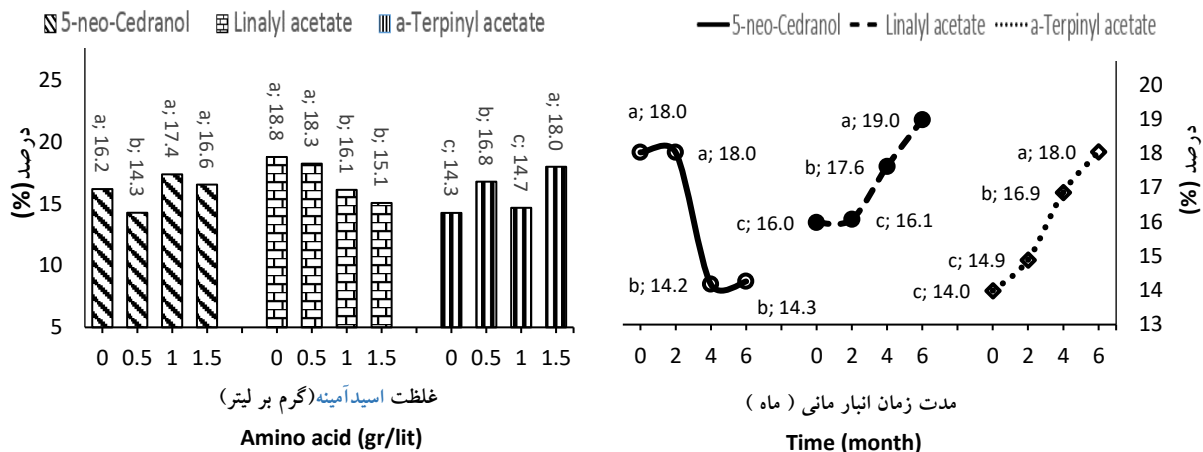 5-neo-Cedranol Linalyl acetate a-Terpinyl acetate
25
20
15
10
5
درصد (%)
a; 16.2
b; 14.3
a; 17.4
a; 16.6
a; 18.8
a; 18.3
b; 16.1
b; 15.1
c; 14.3
b; 16.8
c; 14.7
a; 18.0
0 0.5 1 1.5 0 0.5 1 1.5 0 0.5 1 1.5
غلظت اسیدآمینه(گرم بر لیتر)
Amino acid (gr/lit)
5-neo-Cedranol Linalyl acetate a-Terpinyl acetate
a; 18.0
a; 18.0
b; 14.2
b; 14.3
c; 16.0
c; 16.1
b; 17.6
a; 19.0
c; 14.0
c; 14.9
b; 16.9
a; 18.0
20
19
18
17
16
15
14
13
درصد (%)
0 2 4 6 0 2 4 6 0 2 4 6
مدت زمان انبار مانی ( ماه )
Time (month)